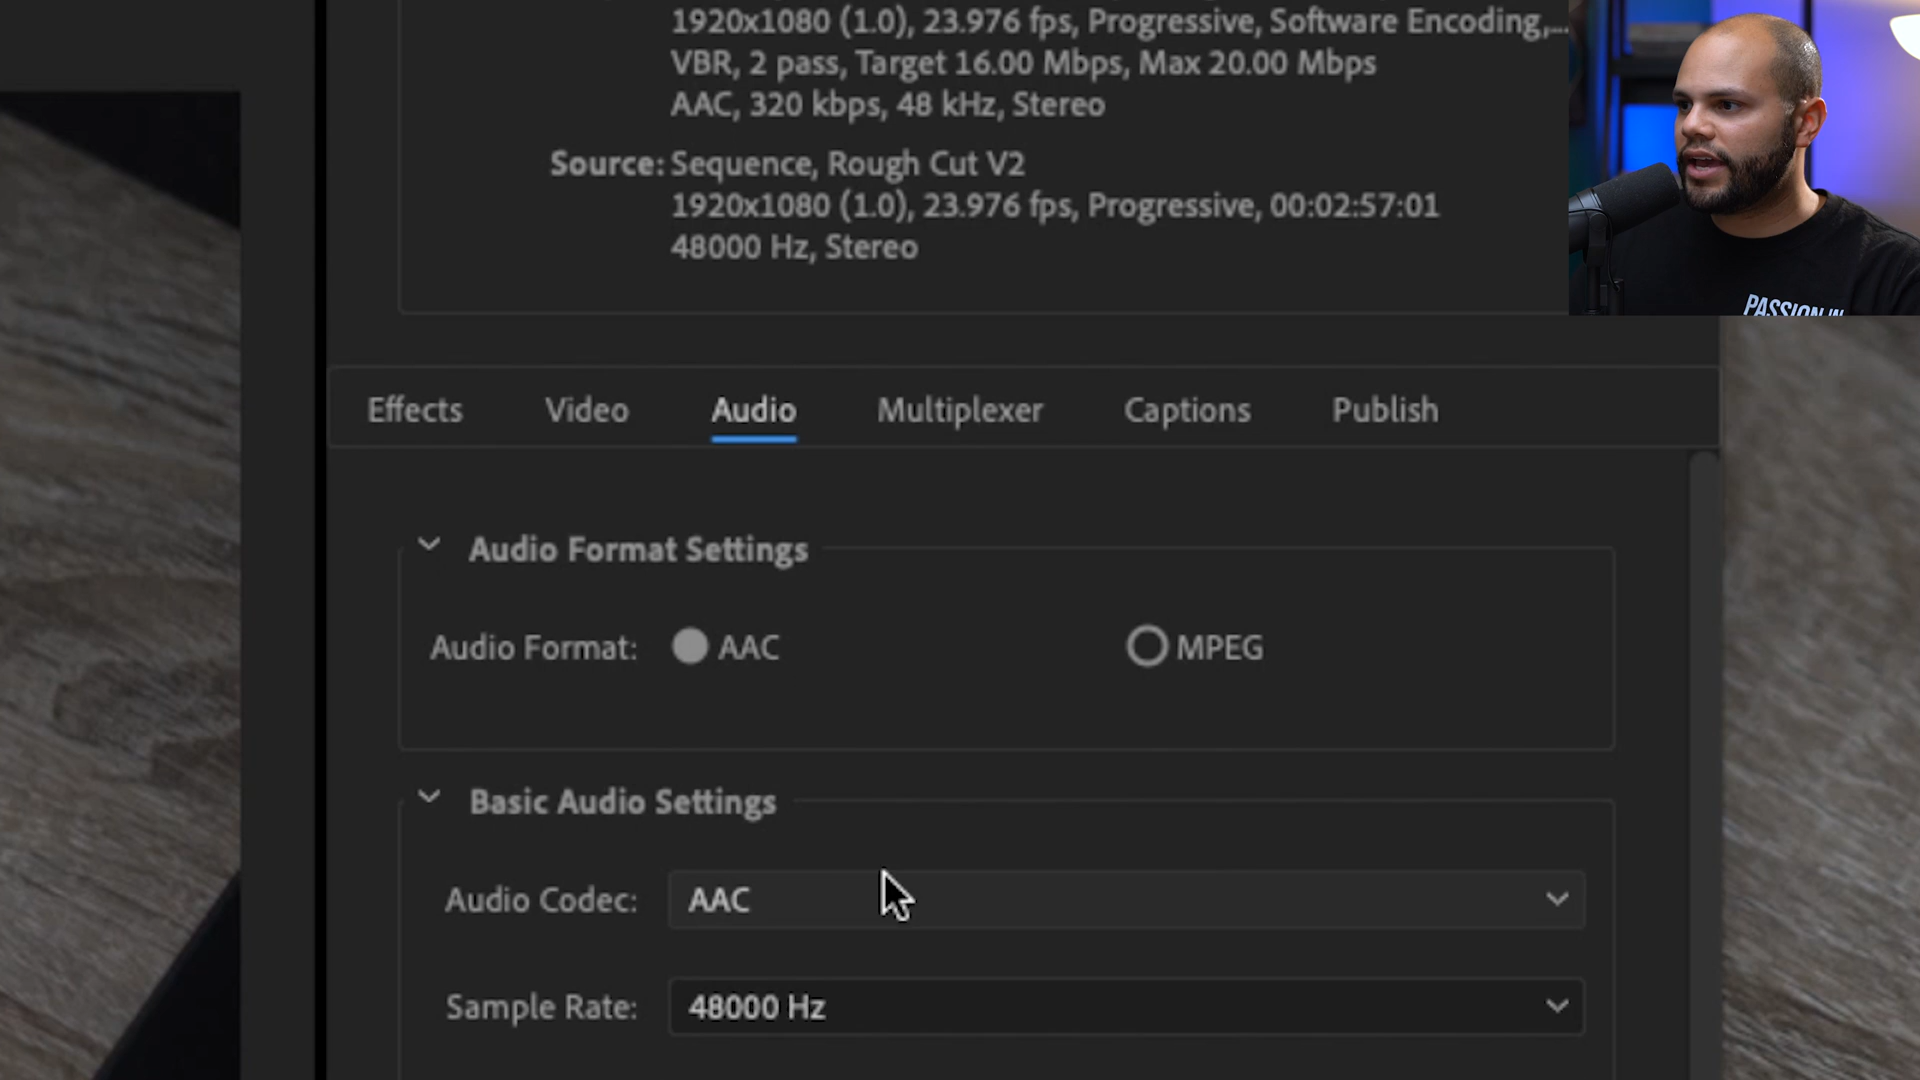 1920x1080 (1.0), 23.976 fps, Progressive, Software Encoding,...
VBR, 2 pass, Target 16.00 Mbps, Max 20.00 Mbps
AAC, 320 kbps, 48 kHz, Stereo
Source: Sequence, Rough Cut V2
1920x1080 (1.0), 23.976 fps, Progressive, 00:02:57:01
48000 Hz, Stereo
PASSION IN
Effects Video Audio Multiplexer Captions Publish
Audio Format Settings
Audio Format: AAC MPEG
Basic Audio Settings
Audio Codec: AAC
Sample Rate: 48000 Hz